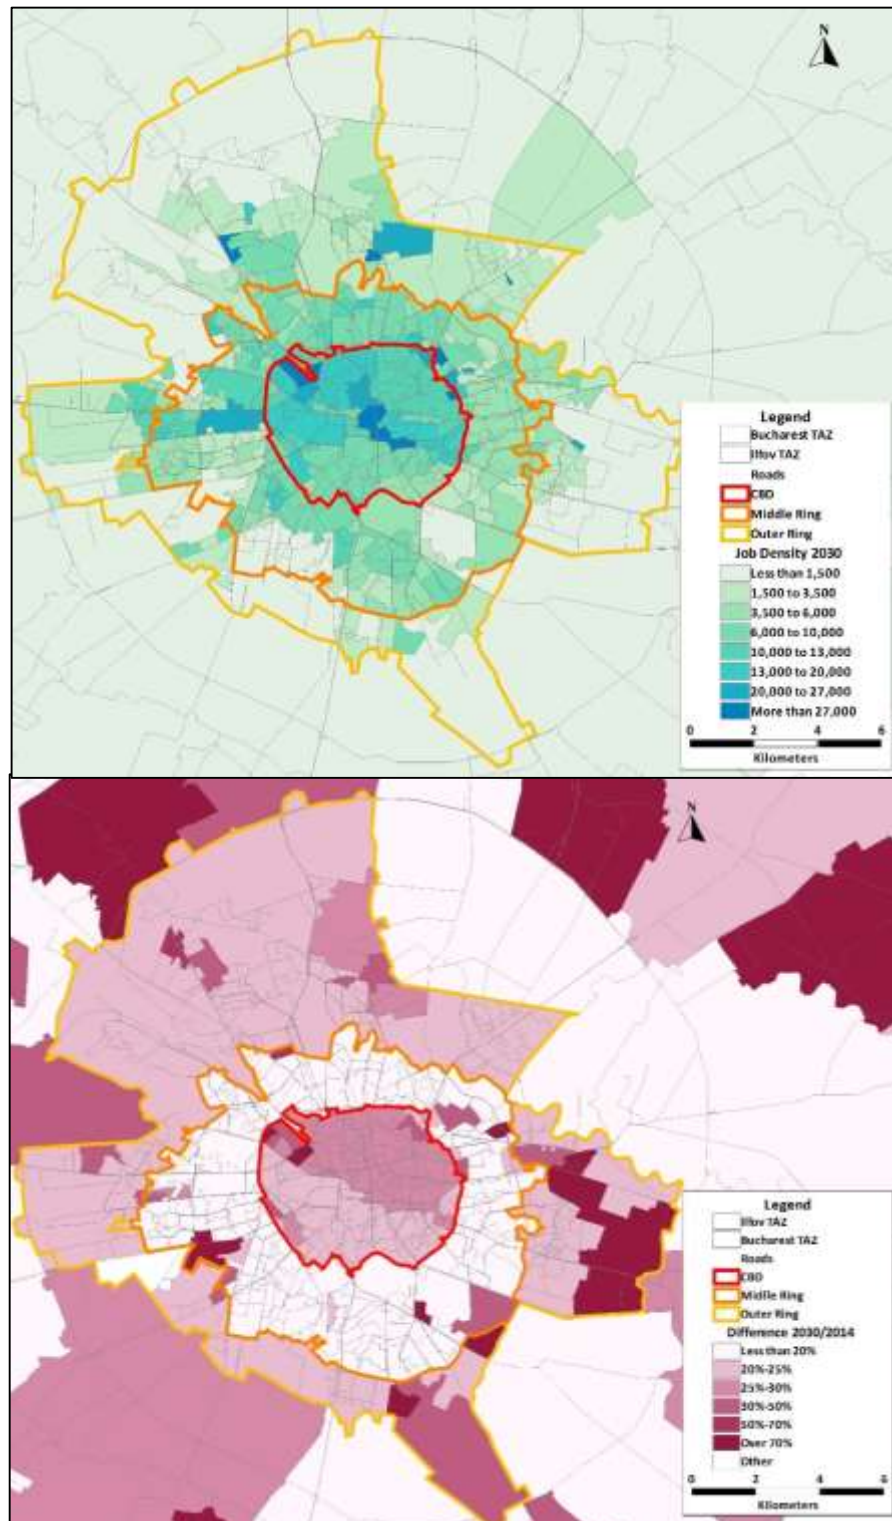 N
Legend
Bucharest TAZ
Ilfov TAZ
Roads
CBD
Middle Ring
Outer Ring
Job Density 2030
Less than 1,500
1,500 to 3,500
3,500 to 6,000
6,000 to 10,000
10,000 to 13,000
13,000 to 20,000
20,000 to 27,000
More than 27,000
0 2 4 6
Kilometers
N
Legend
Ilfov TAZ
Bucharest TAZ
Roads
CBD
Middle Ring
Outer Ring
Difference 2030/2014
Less than 20%
20%-25%
25%-30%
30%-50%
50%-70%
Over 70%
Other
0 2 4 6
Kilometers